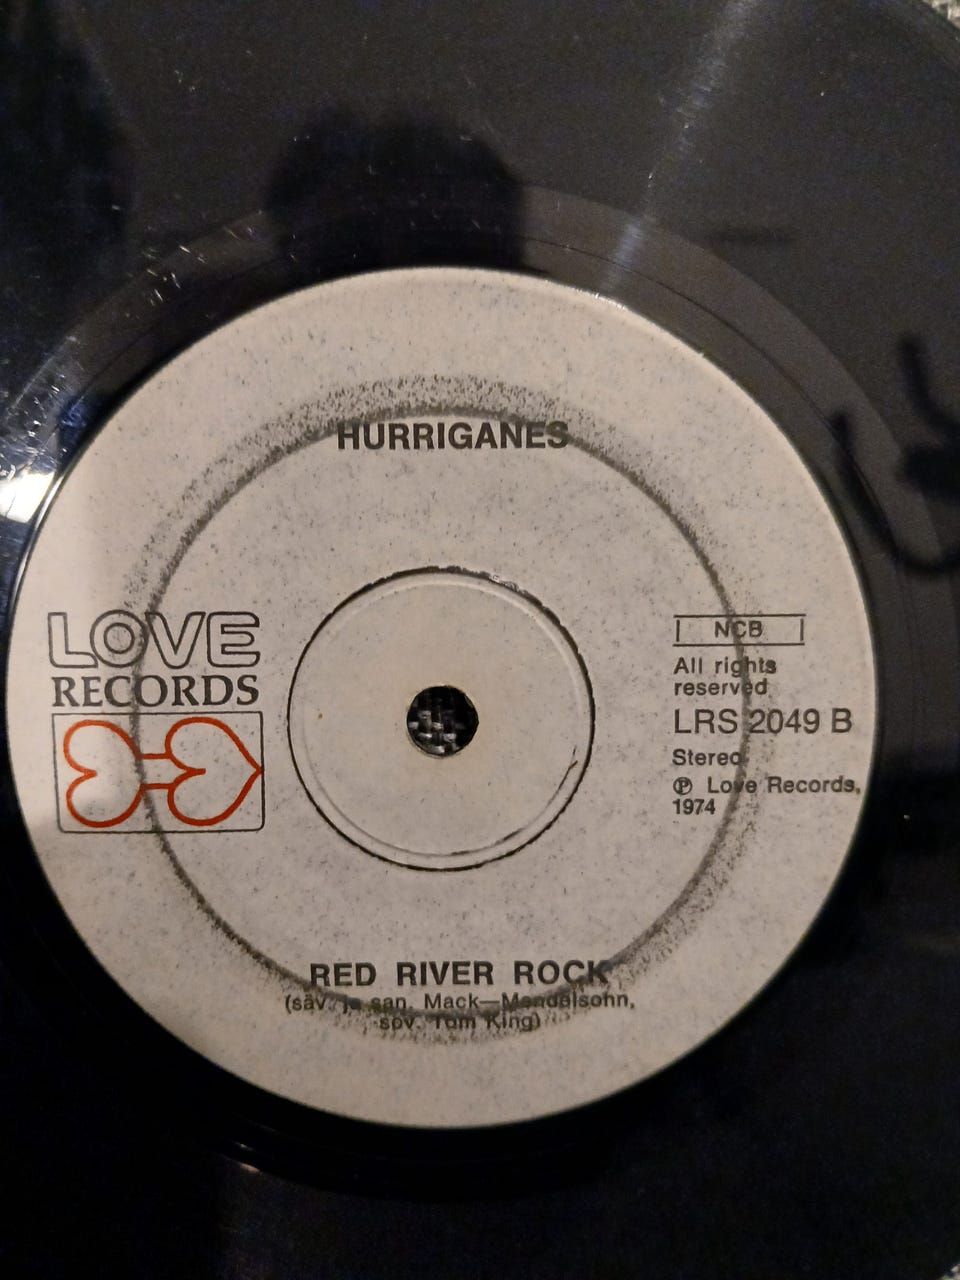 HURRIGANES
LOVE
RECORDS
NCB
All rights
reserved
LRS 2049 B
Stereo
℗ Love Records,
1974
RED RIVER ROCK
(säv. ja san. Mack—Mendelsohn,
sov. Tom King)